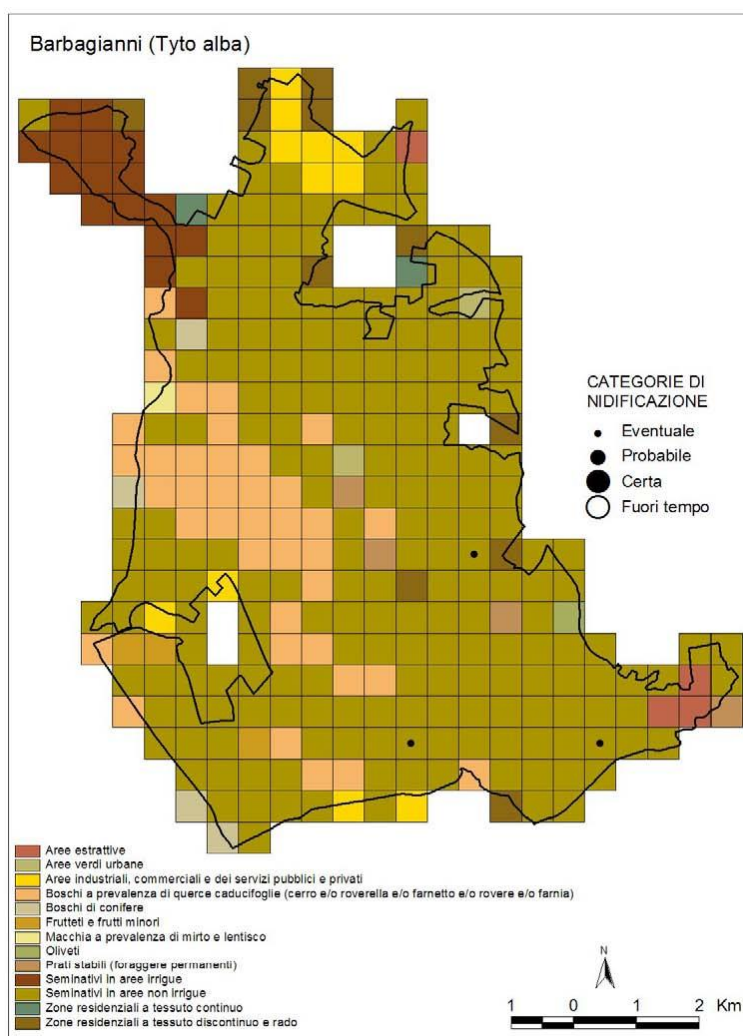 Barbagianni (Tyto alba)
CATEGORIE DI
NIDIFICAZIONE
Eventuale
Probabile
Certa
Fuori tempo
Aree estrattive
Aree verdi urbane
Aree industriali, commerciali e dei servizi pubblici e privati
Boschi a prevalenza di querce caducifoglie (cerro e/o roverella e/o farnetto e/o rovere e/o farnia)
Boschi di conifere
Frutteti e frutti minori
Macchia a prevalenza di mirto e lentisco
Oliveti
Prati stabili (foraggere permanenti)
Seminativi in aree irrigue
Seminativi in aree non irrigue
Zone residenziali a tessuto continuo
Zone residenziali a tessuto discontinuo e rado
N
1 0 1 2 Km